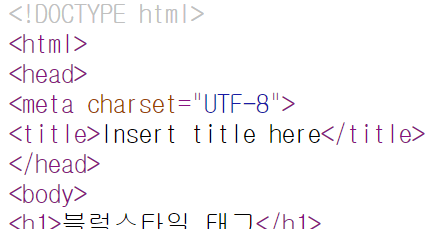 <!DOCTYPE html>
<html>
<head>
<meta charset="UTF-8">
<title>Insert title here</title>
</head>
<body>
<h1>블럭스타일 태그</h1>